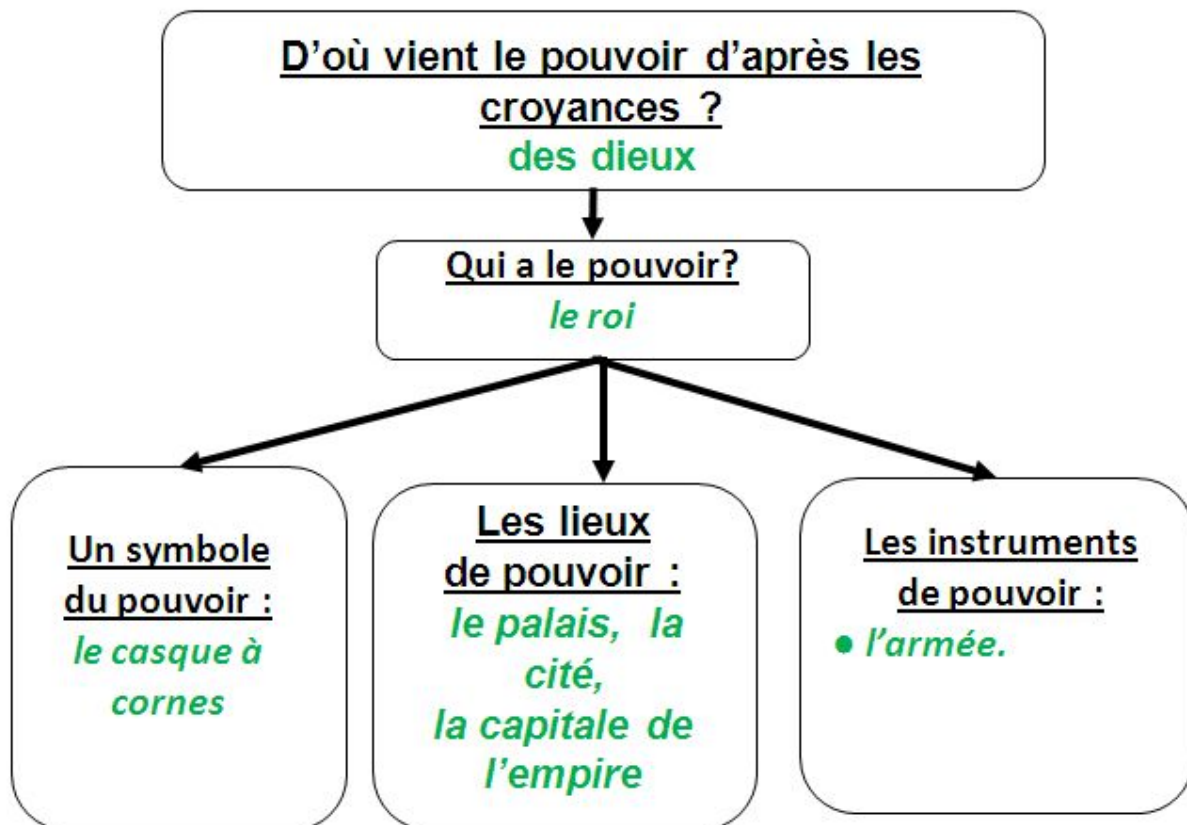 D'où vient le pouvoir d'après les
croyances ?
des dieux
Qui a le pouvoir?
le roi
Un symbole
du pouvoir :
le casque à
cornes
Les lieux
de pouvoir :
le palais, la
cité,
la capitale de
l'empire
Les instruments
de pouvoir :
• l'armée.